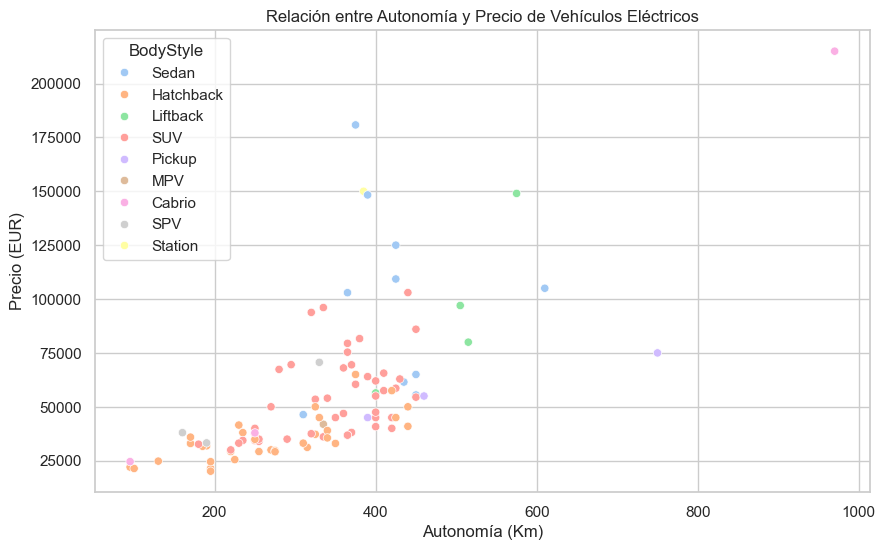 Relación entre Autonomía y Precio de Vehículos Eléctricos
BodyStyle
Sedan
Hatchback
Liftback
SUV
Pickup
MPV
Cabrio
SPV
Station
Precio (EUR)
200000
175000
150000
125000
100000
75000
50000
25000
200
400
600
800
1000
Autonomía (Km)